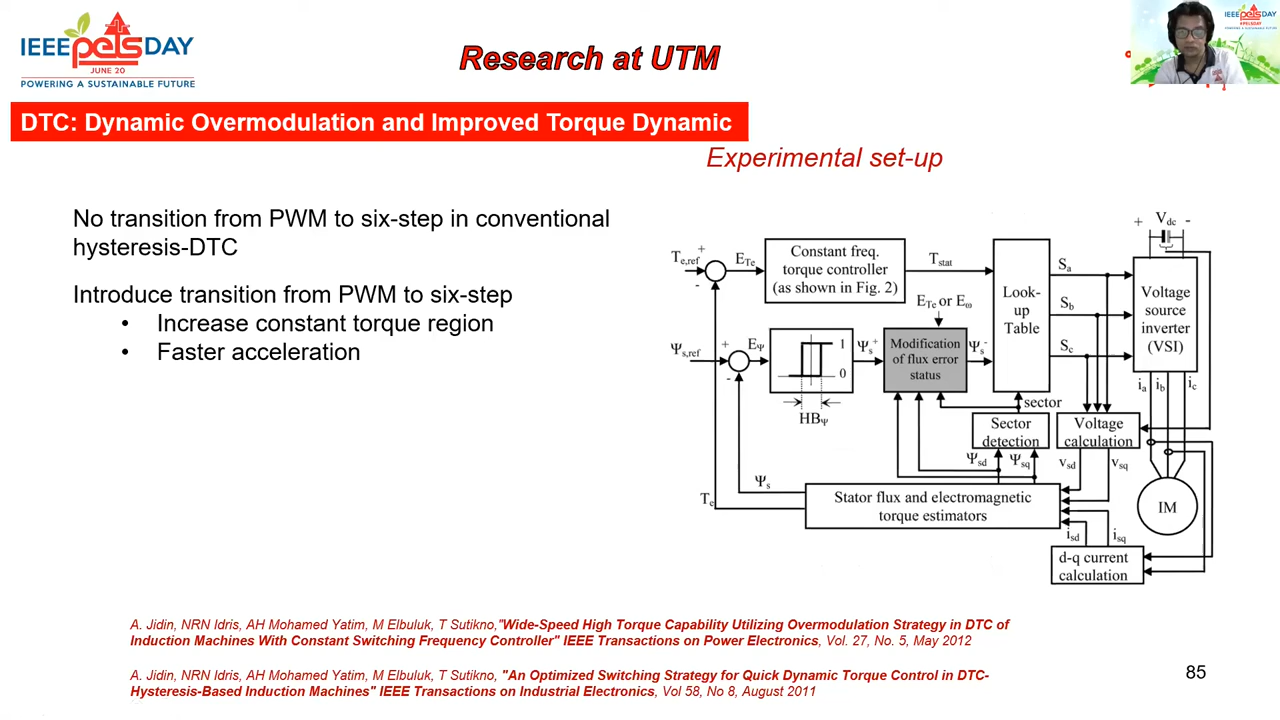 IEEE pels DAY
JUNE 20
POWERING A SUSTAINABLE FUTURE
Research at UTM
IEEE pels DAY
#PELSDAY
DTC: Dynamic Overmodulation and Improved Torque Dynamic
Experimental set-up
No transition from PWM to six-step in conventional
hysteresis-DTC
Introduce transition from PWM to six-step
• Increase constant torque region
• Faster acceleration
+ Vdc -
Te,ref
+
-
ETe
Constant freq.
torque controller
(as shown in Fig. 2)
Tstat
Look-
up
Table
Sa
Sb
Sc
Voltage
source
inverter
(VSI)
ETe or Eω
Ψs,ref
+
-
EΨ
1
0
HBΨ
Ψs+
Modification
of flux error
status
Ψs-
ia ib ic
sector
Sector
detection
Voltage
calculation
Ψsd Ψsq
vsd vsq
Ψs
Te
Stator flux and electromagnetic
torque estimators
IM
isd isq
d-q current
calculation
A. Jidin, NRN Idris, AH Mohamed Yatim, M Elbuluk, T Sutikno,"Wide-Speed High Torque Capability Utilizing Overmodulation Strategy in DTC of
Induction Machines With Constant Switching Frequency Controller" IEEE Transactions on Power Electronics, Vol. 27, No. 5, May 2012
A. Jidin, NRN Idris, AH Mohamed Yatim, M Elbuluk, T Sutikno, "An Optimized Switching Strategy for Quick Dynamic Torque Control in DTC-
Hysteresis-Based Induction Machines" IEEE Transactions on Industrial Electronics, Vol 58, No 8, August 2011
85